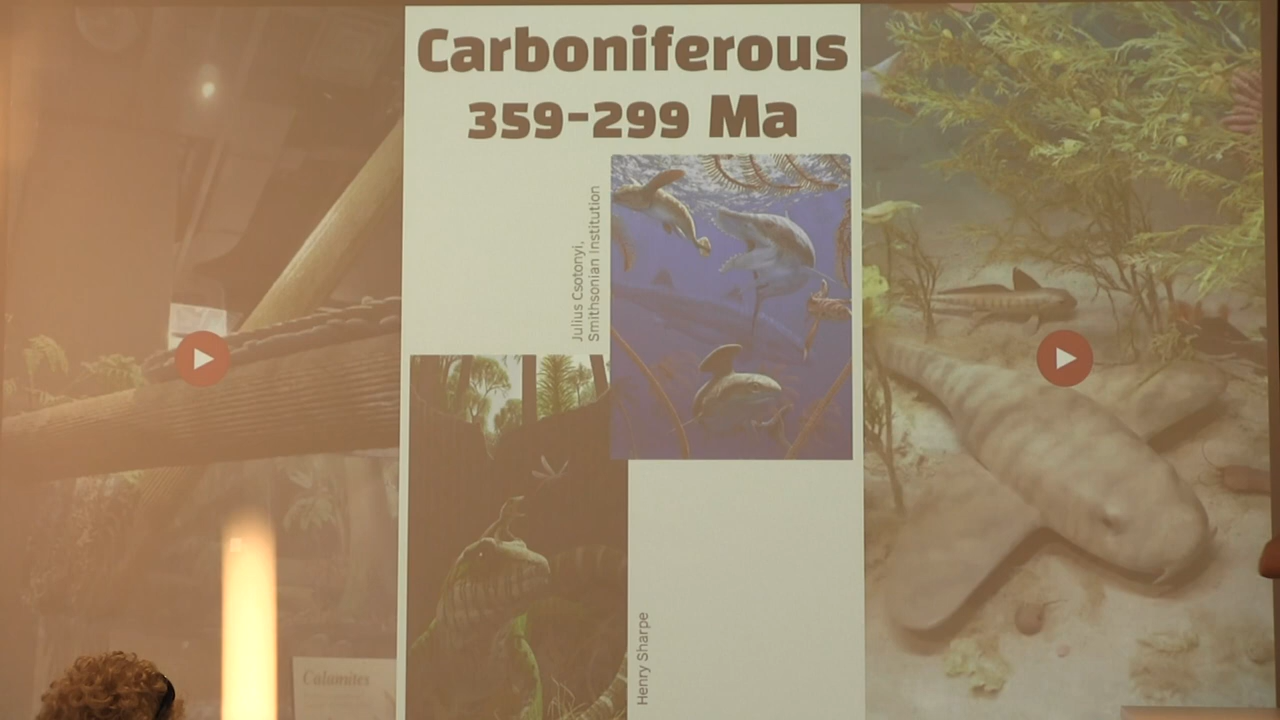 Carboniferous
359-299 Ma
Julius Csotonyi,
Smithsonian Institution
Henry Sharpe
Calamites